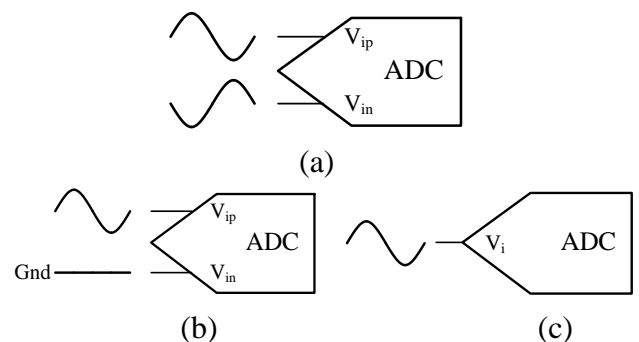 V_ip
ADC
V_in
(a)
V_ip
ADC
Gnd
V_in
(b)
V_i
ADC
(c)